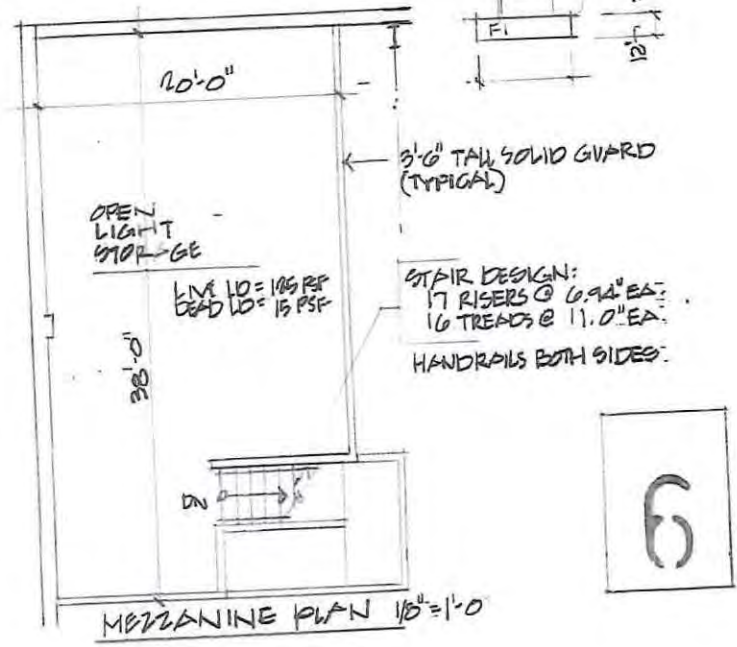 F1
12"
20'-0"
3'-6" TALL SOLID GUARD
(TYPICAL)
OPEN
LIGHT
STORAGE
LIVE LD = 125 PSF
DEAD LD = 15 PSF
STAIR DESIGN:
17 RISERS @ 6.94" EA.
16 TREADS @ 11.0" EA.
HANDRAILS BOTH SIDES.
38'-0"
DN
6
MEZZANINE PLAN 1/8"=1'-0